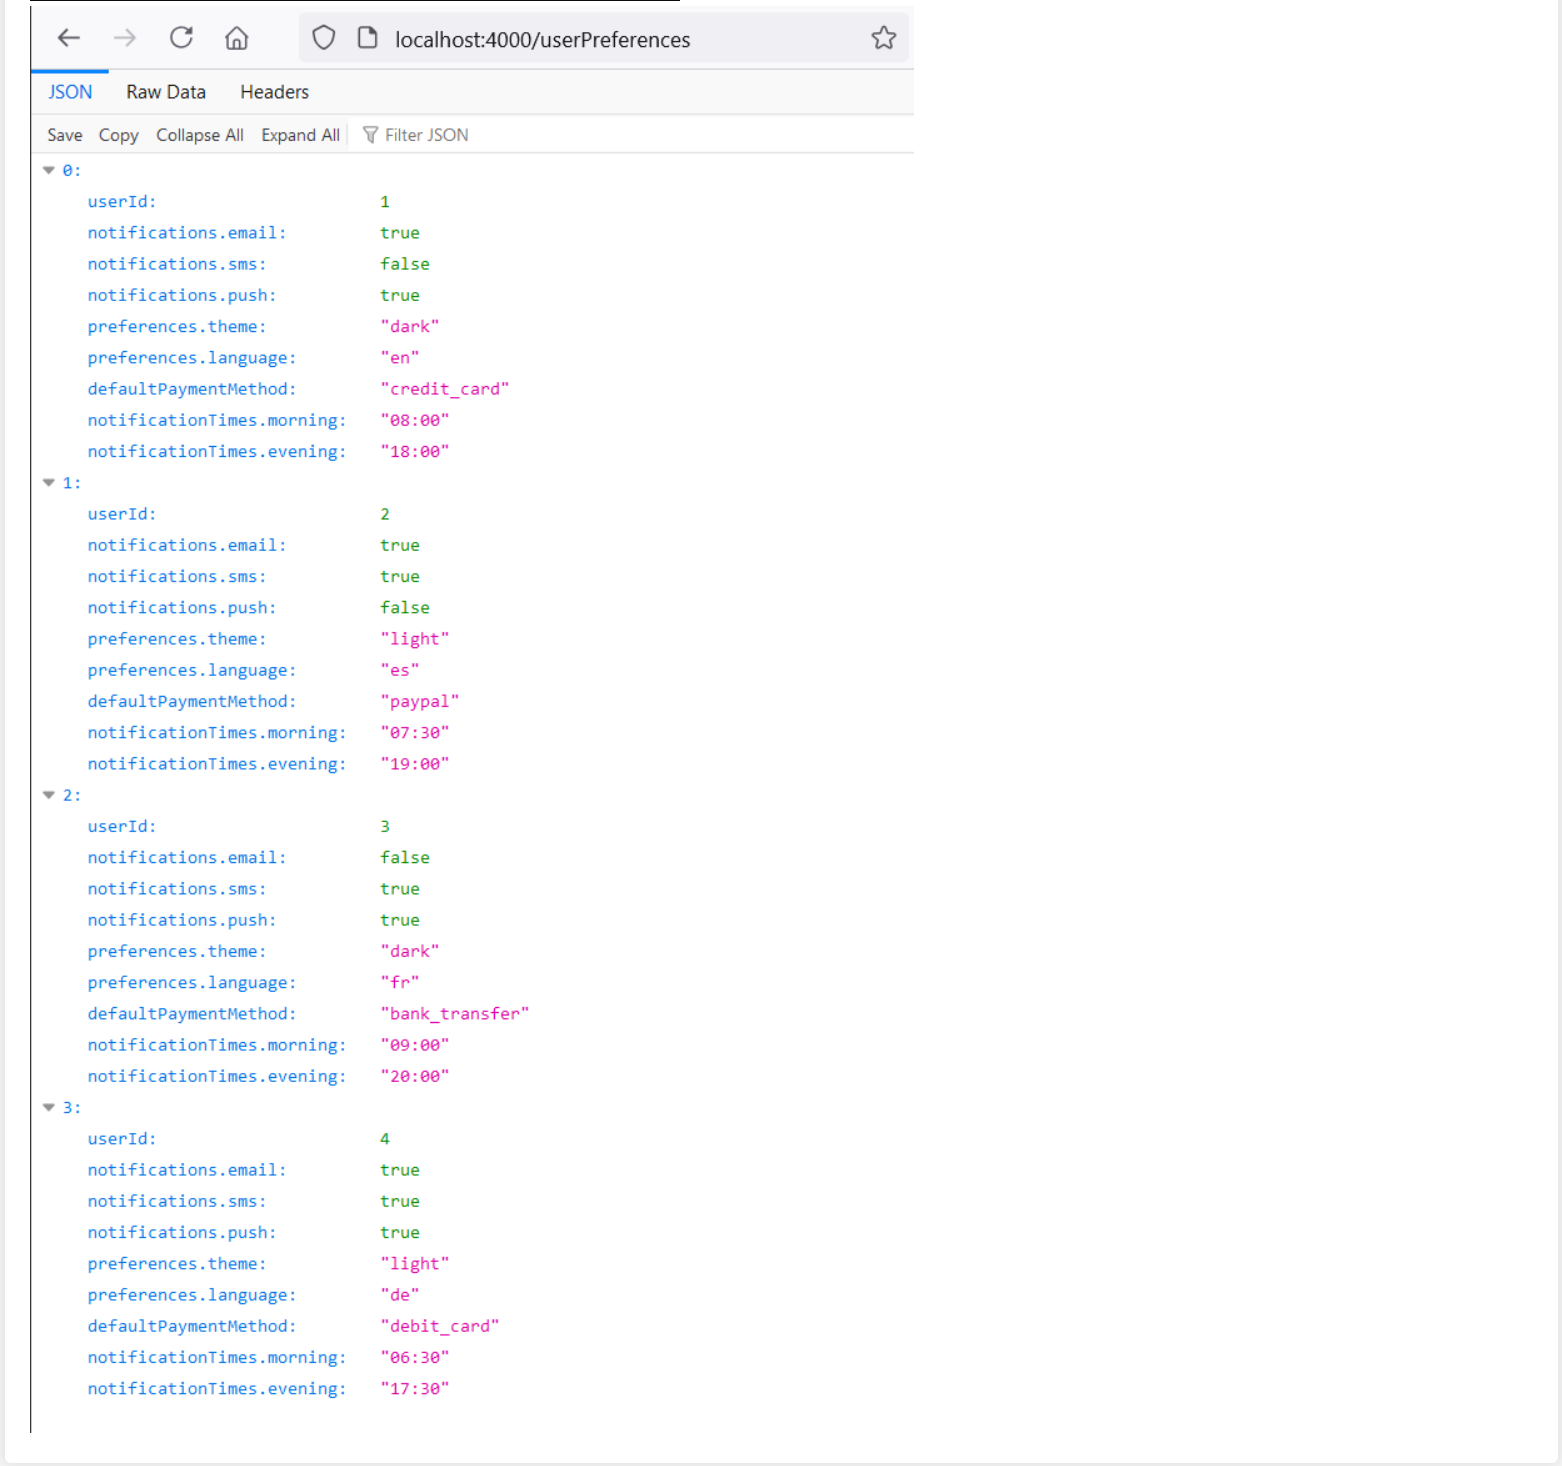 localhost:4000/userPreferences
JSON Raw Data Headers
Save Copy Collapse All Expand All Filter JSON
0:
userId: 1
notifications.email: true
notifications.sms: false
notifications.push: true
preferences.theme: "dark"
preferences.language: "en"
defaultPaymentMethod: "credit_card"
notificationTimes.morning: "08:00"
notificationTimes.evening: "18:00"
1:
userId: 2
notifications.email: true
notifications.sms: true
notifications.push: false
preferences.theme: "light"
preferences.language: "es"
defaultPaymentMethod: "paypal"
notificationTimes.morning: "07:30"
notificationTimes.evening: "19:00"
2:
userId: 3
notifications.email: false
notifications.sms: true
notifications.push: true
preferences.theme: "dark"
preferences.language: "fr"
defaultPaymentMethod: "bank_transfer"
notificationTimes.morning: "09:00"
notificationTimes.evening: "20:00"
3:
userId: 4
notifications.email: true
notifications.sms: true
notifications.push: true
preferences.theme: "light"
preferences.language: "de"
defaultPaymentMethod: "debit_card"
notificationTimes.morning: "06:30"
notificationTimes.evening: "17:30"